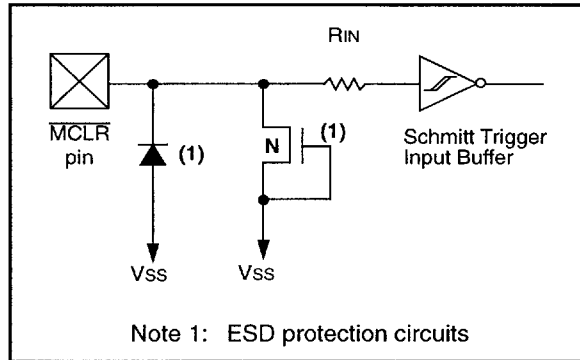 RIN
MCLR
pin
(1)
N
(1)
Schmitt Trigger
Input Buffer
VSS
VSS
Note 1: ESD protection circuits